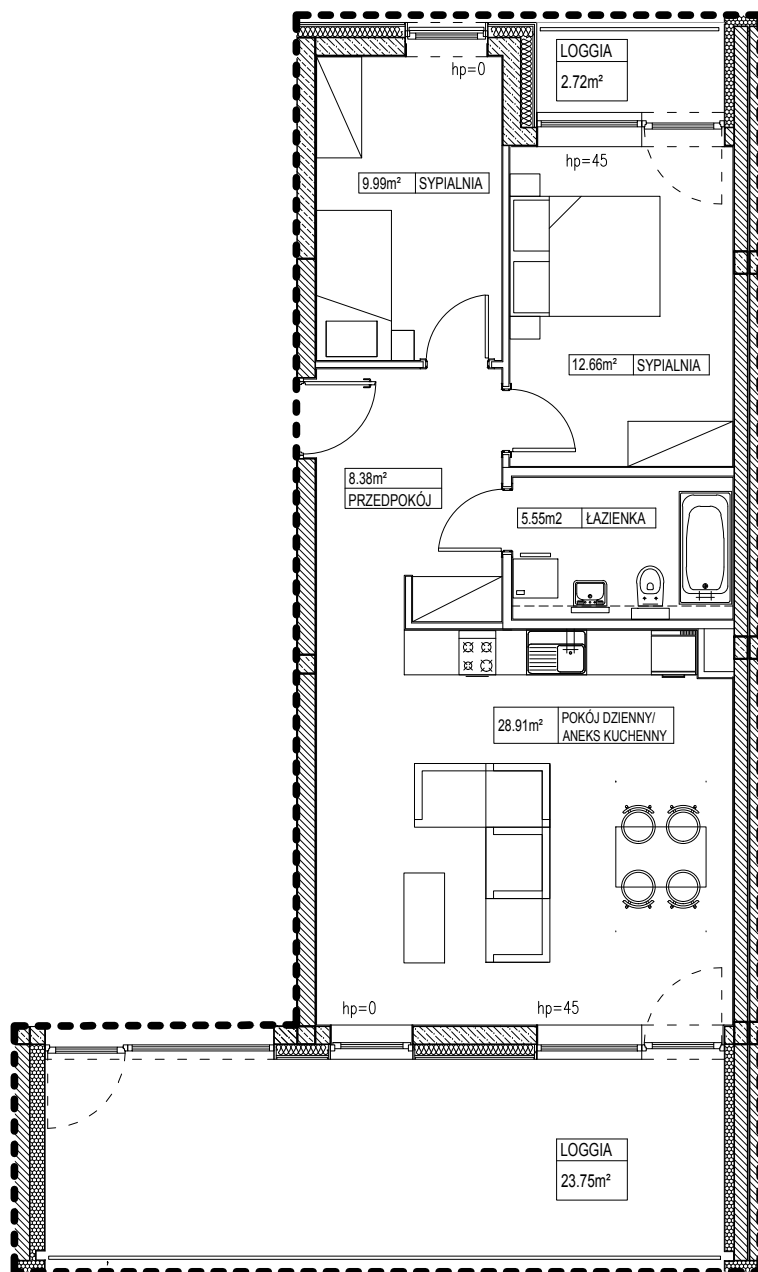 LOGGIA
2.72m²
hp=0
hp=45
9.99m² SYPIALNIA
12.66m² SYPIALNIA
8.38m²
PRZEDPOKÓJ
5.55m2 ŁAZIENKA
28.91m² POKÓJ DZIENNY/
ANEKS KUCHENNY
hp=0
hp=45
LOGGIA
23.75m²